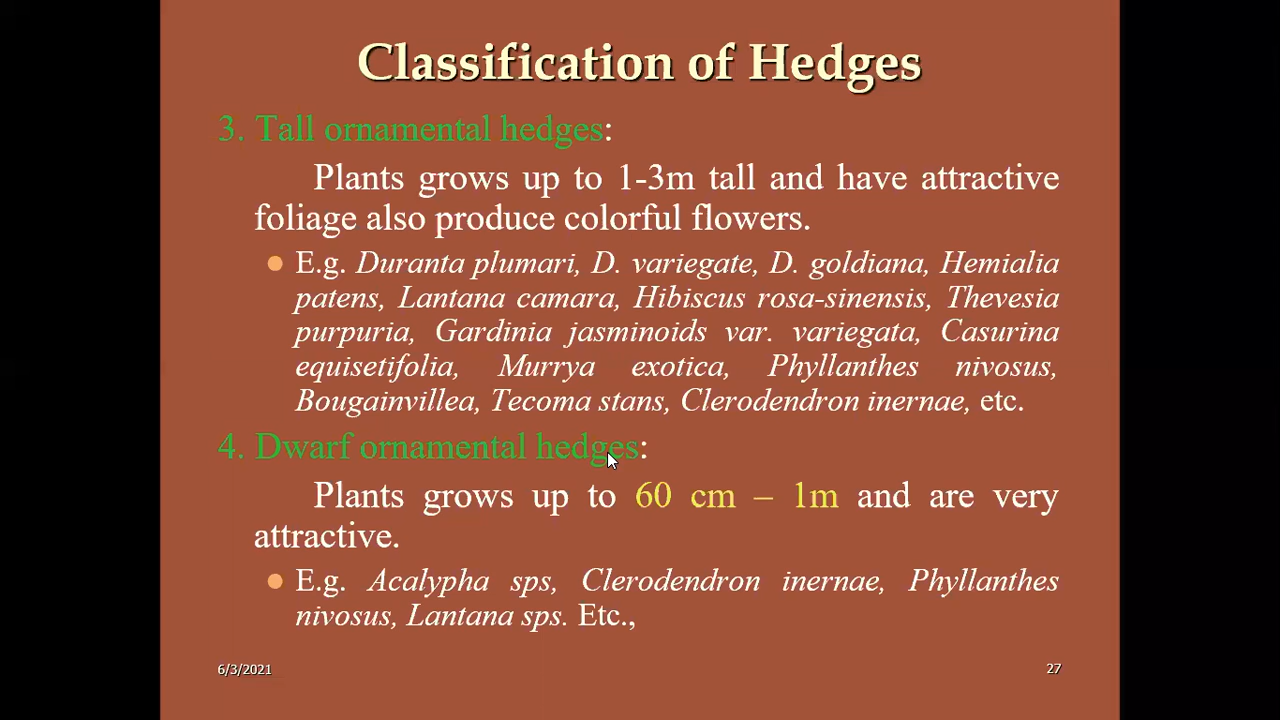 Classification of Hedges
3. Tall ornamental hedges:
Plants grows up to 1-3m tall and have attractive
foliage also produce colorful flowers.
● E.g. Duranta plumari, D. variegate, D. goldiana, Hemialia
patens, Lantana camara, Hibiscus rosa-sinensis, Thevesia
purpuria, Gardinia jasminoids var. variegata, Casurina
equisetifolia, Murrya exotica, Phyllanthes nivosus,
Bougainvillea, Tecoma stans, Clerodendron inernae, etc.
4. Dwarf ornamental hedges:
Plants grows up to 60 cm – 1m and are very
attractive.
● E.g. Acalypha sps, Clerodendron inernae, Phyllanthes
nivosus, Lantana sps. Etc.,
6/3/2021
27